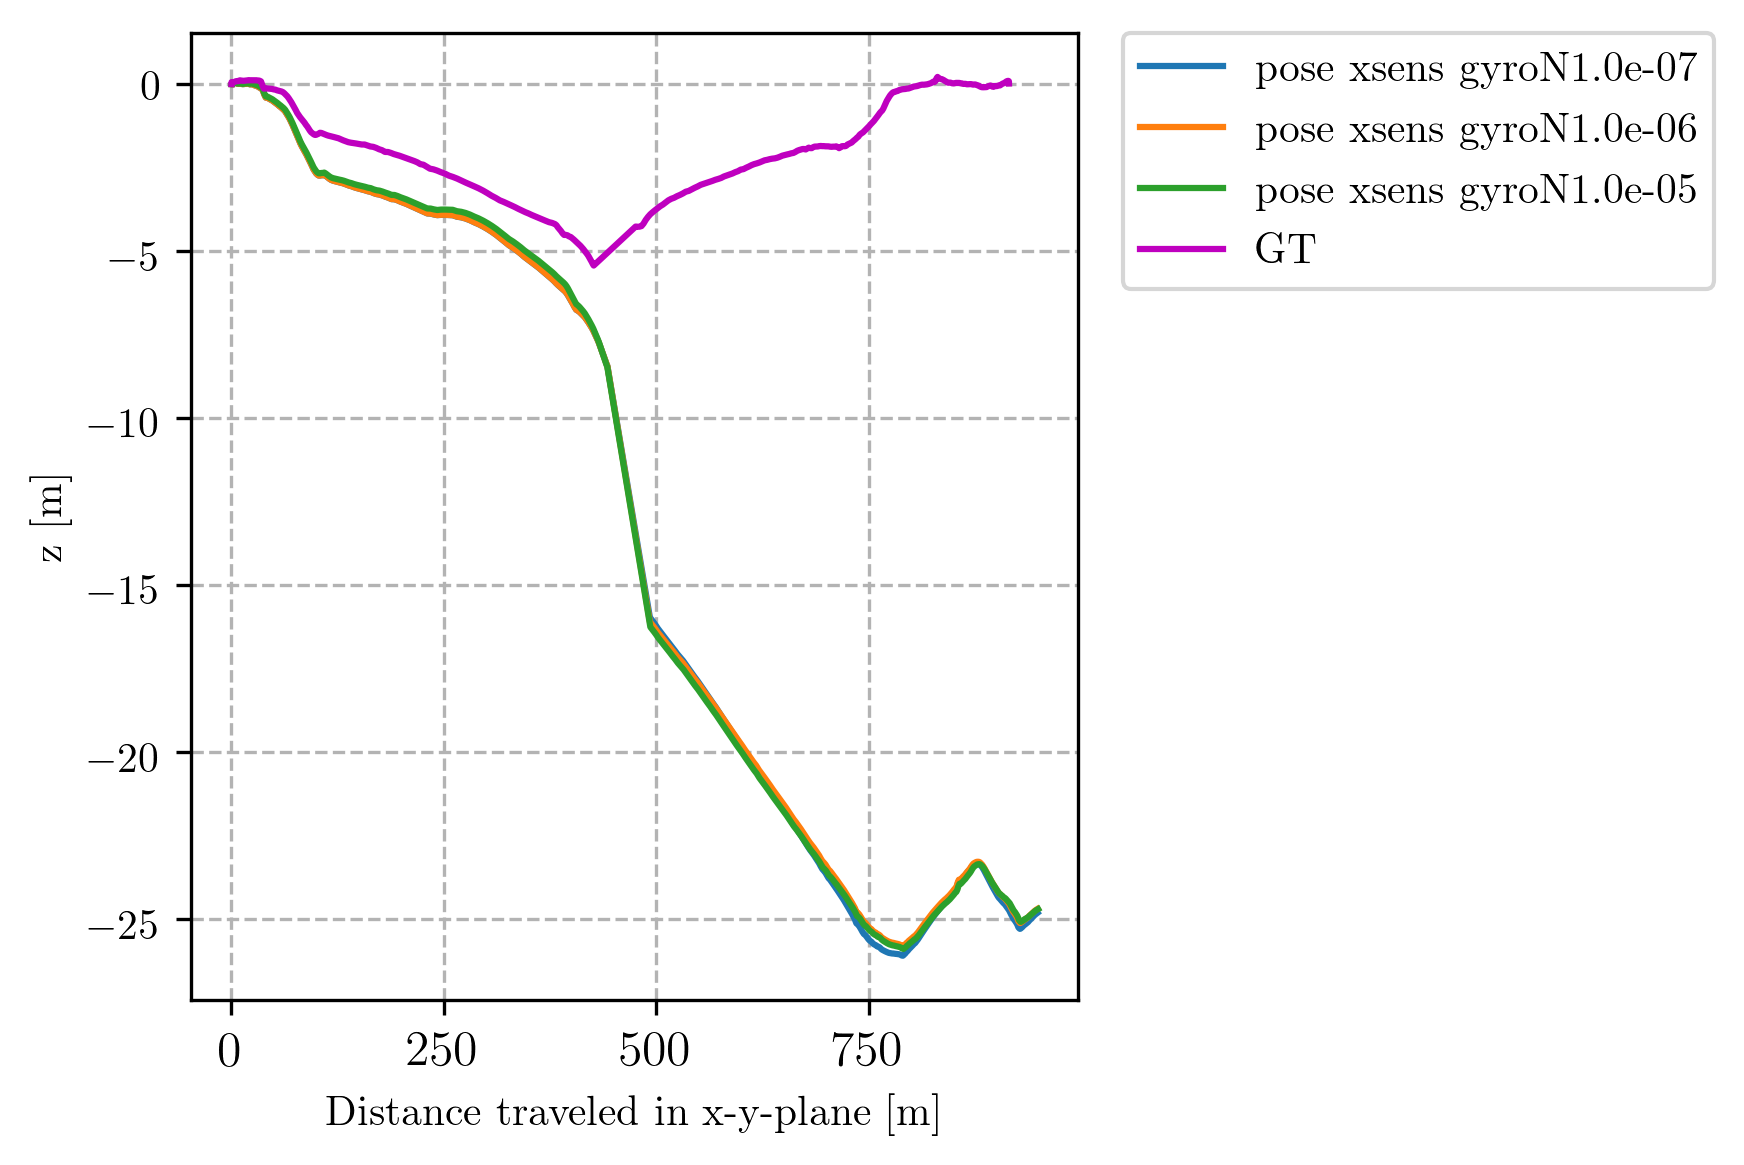 pose xsens gyroN1.0e-07
pose xsens gyroN1.0e-06
pose xsens gyroN1.0e-05
GT
0
−5
−10
−15
−20
−25
z [m]
0 250 500 750
Distance traveled in x-y-plane [m]